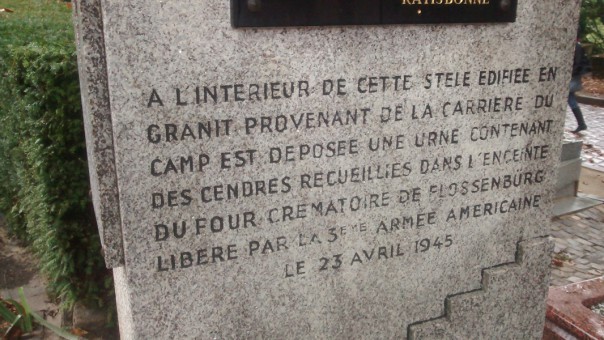 RATISBONNE
A L'INTERIEUR DE CETTE STELE EDIFIEE EN
GRANIT PROVENANT DE LA CARRIERE DU
CAMP EST DEPOSEE UNE URNE CONTENANT
DES CENDRES RECUEILLIES DANS L'ENCEINTE
DU FOUR CREMATOIRE DE FLOSSENBURG
LIBERE PAR LA 3EME ARMEE AMERICAINE
LE 23 AVRIL 1945